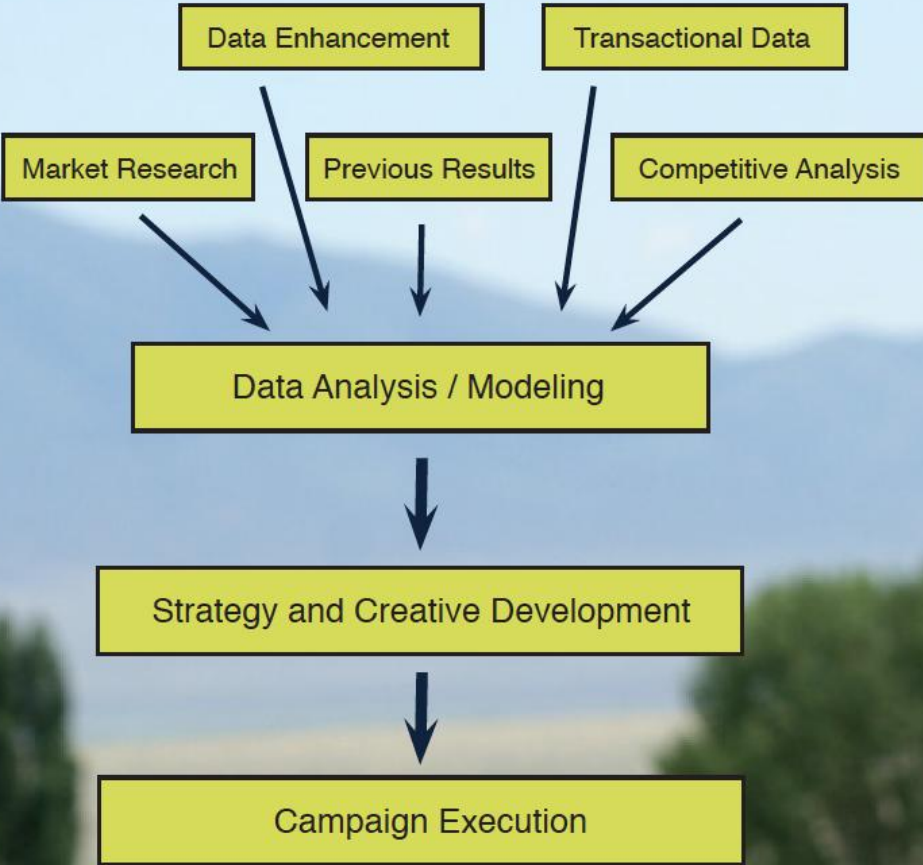 Data Enhancement
Transactional Data
Market Research
Previous Results
Competitive Analysis
Data Analysis / Modeling
Strategy and Creative Development
Campaign Execution